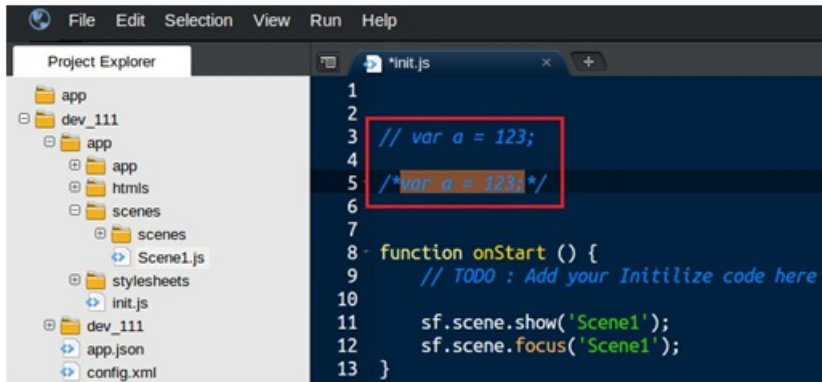 File Edit Selection View Run Help
Project Explorer
*init.js × +
app
dev_111
app
app
htmls
scenes
scenes
Scene1.js
stylesheets
init.js
dev_111
app.json
config.xml
1
2
3 // var a = 123;
4
5 /*var a = 123;*/
6
7
8 function onStart () {
9 // TODO : Add your Initilize code here
10
11 sf.scene.show('Scene1');
12 sf.scene.focus('Scene1');
13 }